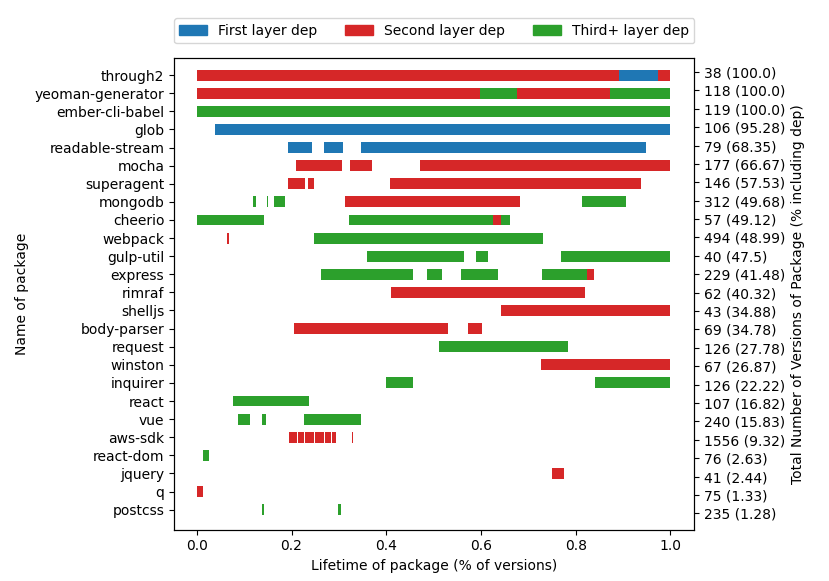 First layer dep Second layer dep Third+ layer dep
through2 38 (100.0)
yeoman-generator 118 (100.0)
ember-cli-babel 119 (100.0)
glob 106 (95.28)
readable-stream 79 (68.35)
mocha 177 (66.67)
superagent 146 (57.53)
mongodb 312 (49.68)
cheerio 57 (49.12)
webpack 494 (48.99)
gulp-util 40 (47.5)
express 229 (41.48)
rimraf 62 (40.32)
shelljs 43 (34.88)
body-parser 69 (34.78)
request 126 (27.78)
winston 67 (26.87)
inquirer 126 (22.22)
react 107 (16.82)
vue 240 (15.83)
aws-sdk 1556 (9.32)
react-dom 76 (2.63)
jquery 41 (2.44)
q 75 (1.33)
postcss 235 (1.28)
0.0 0.2 0.4 0.6 0.8 1.0
Lifetime of package (% of versions)
Name of package
Total Number of Versions of Package (% including dep)